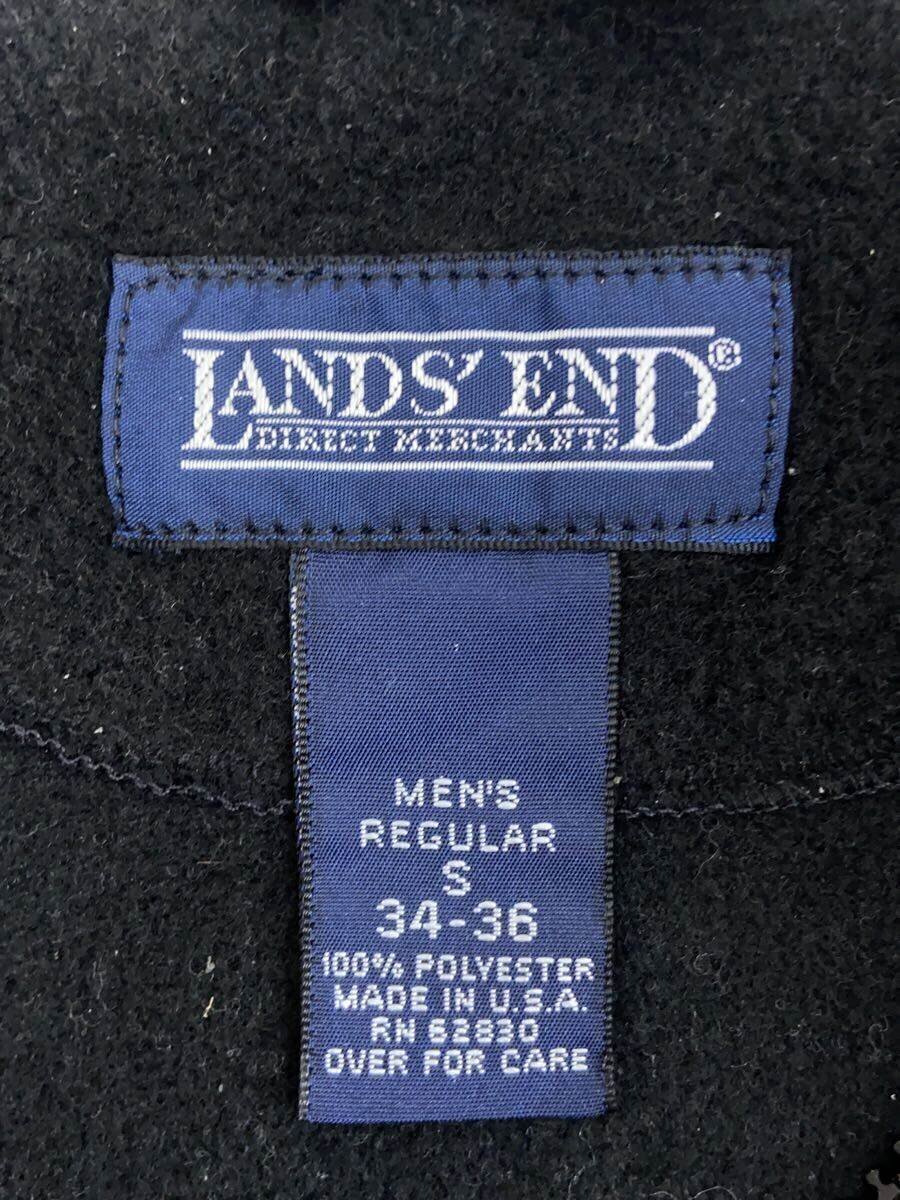 LANDS' END®
DIRECT MERCHANTS
MEN'S
REGULAR
S
34-36
100% POLYESTER
MADE IN U.S.A.
RN 62830
OVER FOR CARE